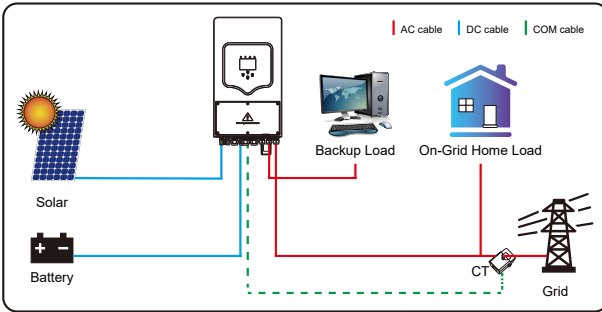 AC cable DC cable COM cable
Backup Load On-Grid Home Load
Solar
Battery
CT
Grid